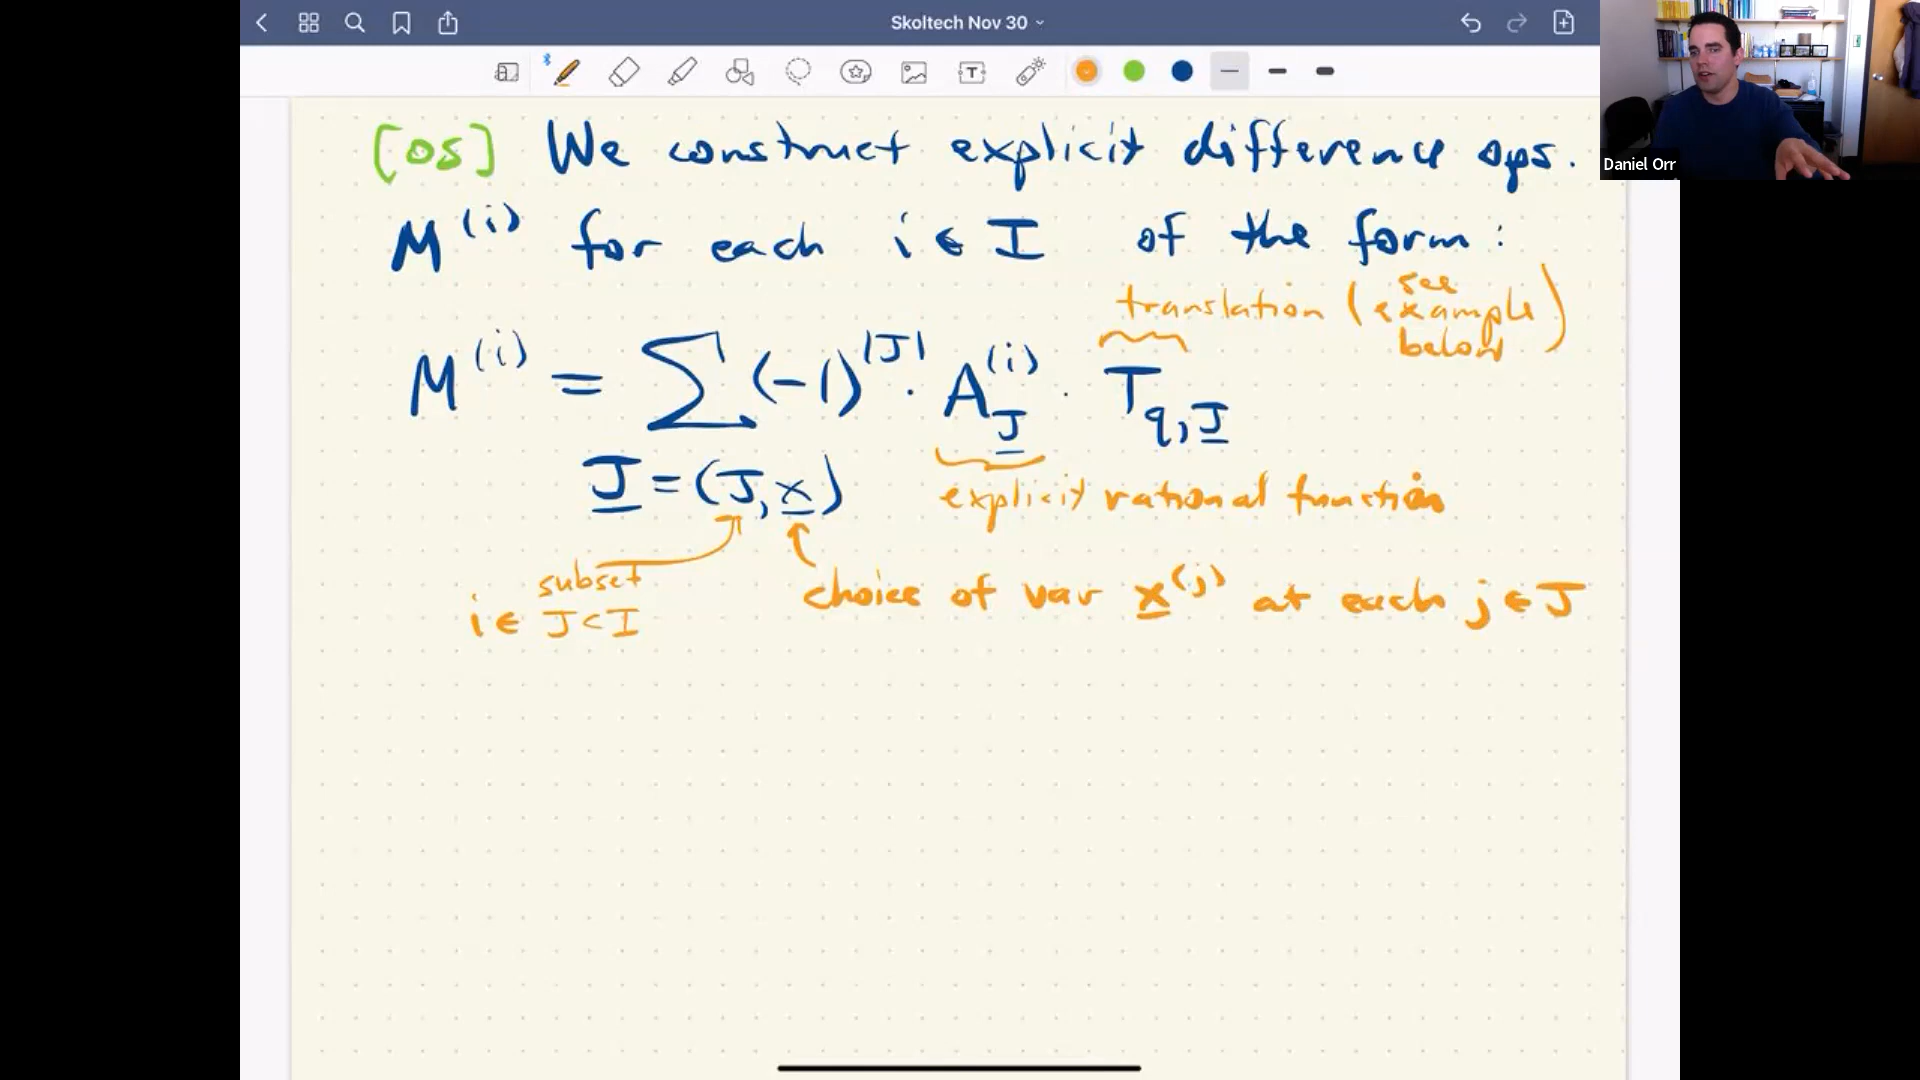 Skoltech Nov 30
Daniel Orr
[OS] We construct explicit difference ops.
M^(i) for each i ∈ I of the form :
translation (see example below)
M^(i) = ∑ (-1)^|J| · A_J^(i) · T_q,J
J = (J, x)
explicit rational function
subset
i ∈ J ⊂ I
choice of var x^(j) at each j ∈ J